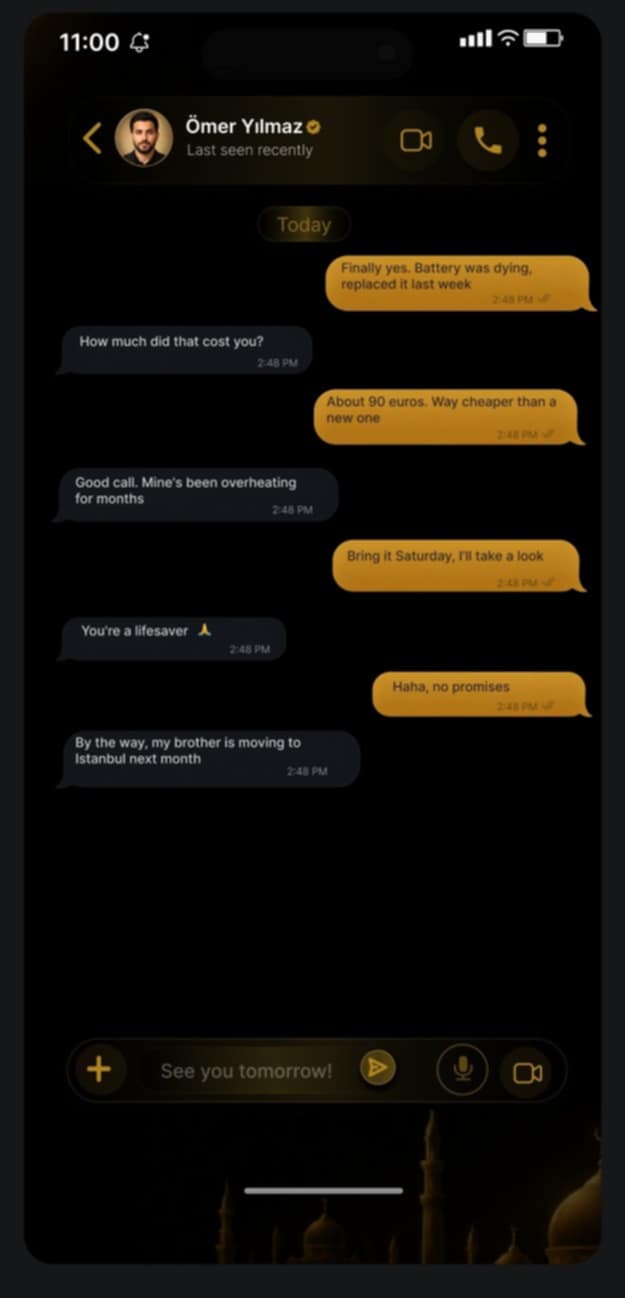 11:00
Ömer Yılmaz
Last seen recently
Today
Finally yes. Battery was dying,
replaced it last week
2:48 PM
How much did that cost you?
2:48 PM
About 90 euros. Way cheaper than a
new one
2:48 PM
Good call. Mine's been overheating
for months
2:48 PM
Bring it Saturday, I'll take a look
2:48 PM
You're a lifesaver 🙏
2:48 PM
Haha, no promises
2:48 PM
By the way, my brother is moving to
Istanbul next month
2:48 PM
See you tomorrow!